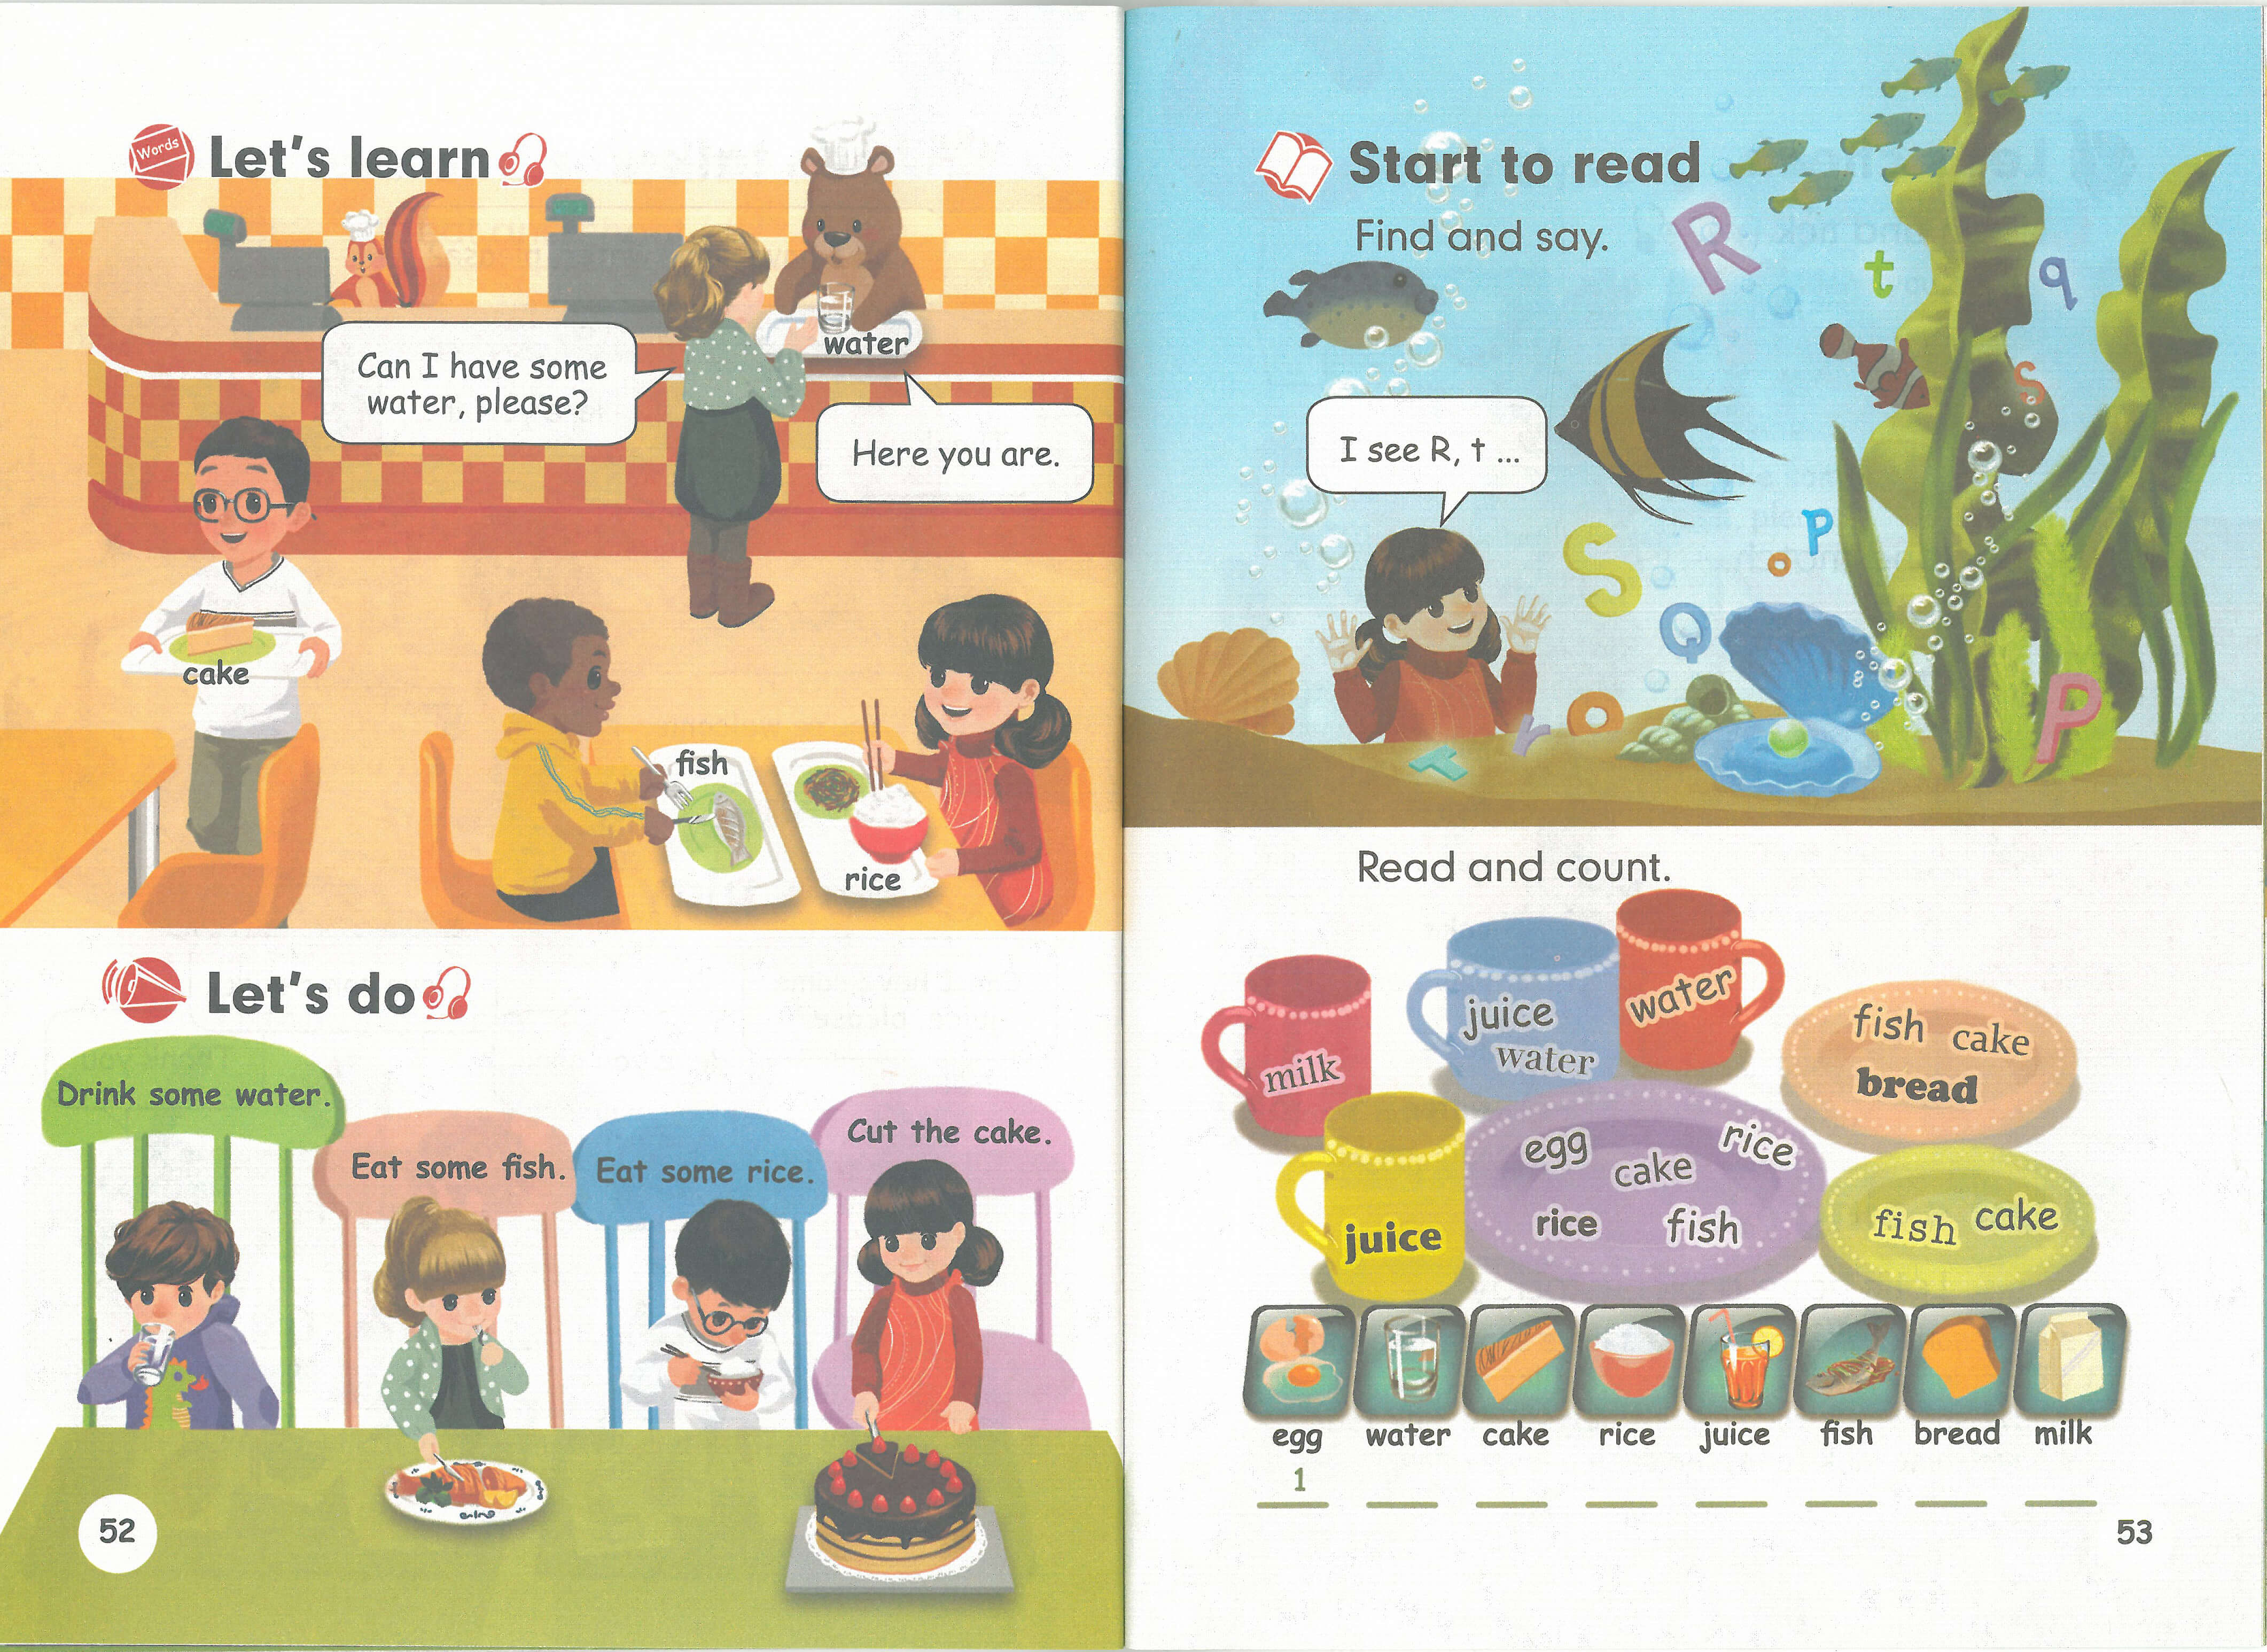 Words
Let's learn
Can I have some
water, please?
water
Here you are.
cake
fish
rice
Let's do
Drink some water.
Eat some fish.
Eat some rice.
Cut the cake.
52
Start to read
Find and say.
R
t
q
s
I see R, t ...
S
p
o
Q
P
O
r
T
Read and count.
milk
juice
water
water
fish cake
bread
juice
egg
cake
rice
rice
fish
fish cake
egg water cake rice juice fish bread milk
1
53